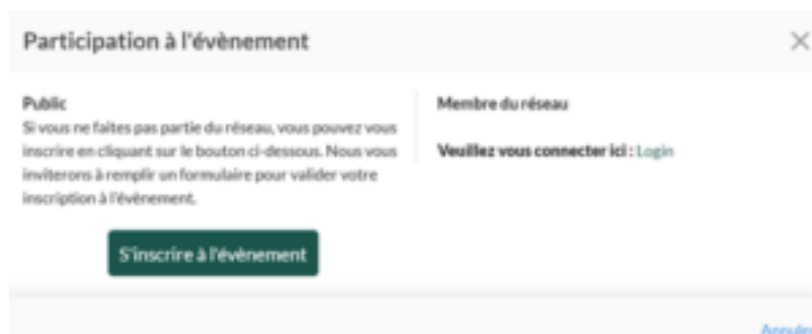 Participation à l'évènement
Public
Si vous ne faites pas partie du réseau, vous pouvez vous
inscrire en cliquant sur le bouton ci-dessous. Nous vous
inviterons à remplir un formulaire pour valider votre
inscription à l'évènement.
S'inscrire à l'évènement
Membre du réseau
Veuillez vous connecter ici : Login
Annuler